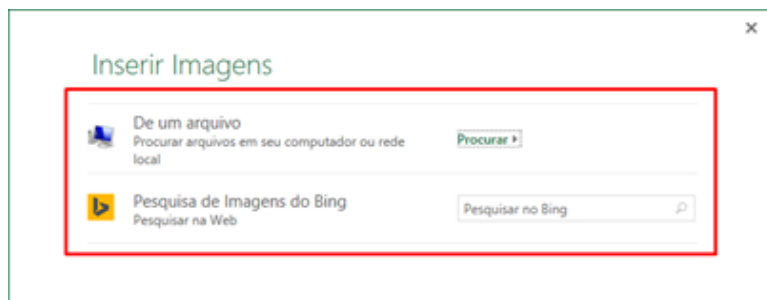 Inserir Imagens
De um arquivo
Procurar arquivos em seu computador ou rede
local
Procurar
Pesquisa de Imagens do Bing
Pesquisar na Web
Pesquisar no Bing